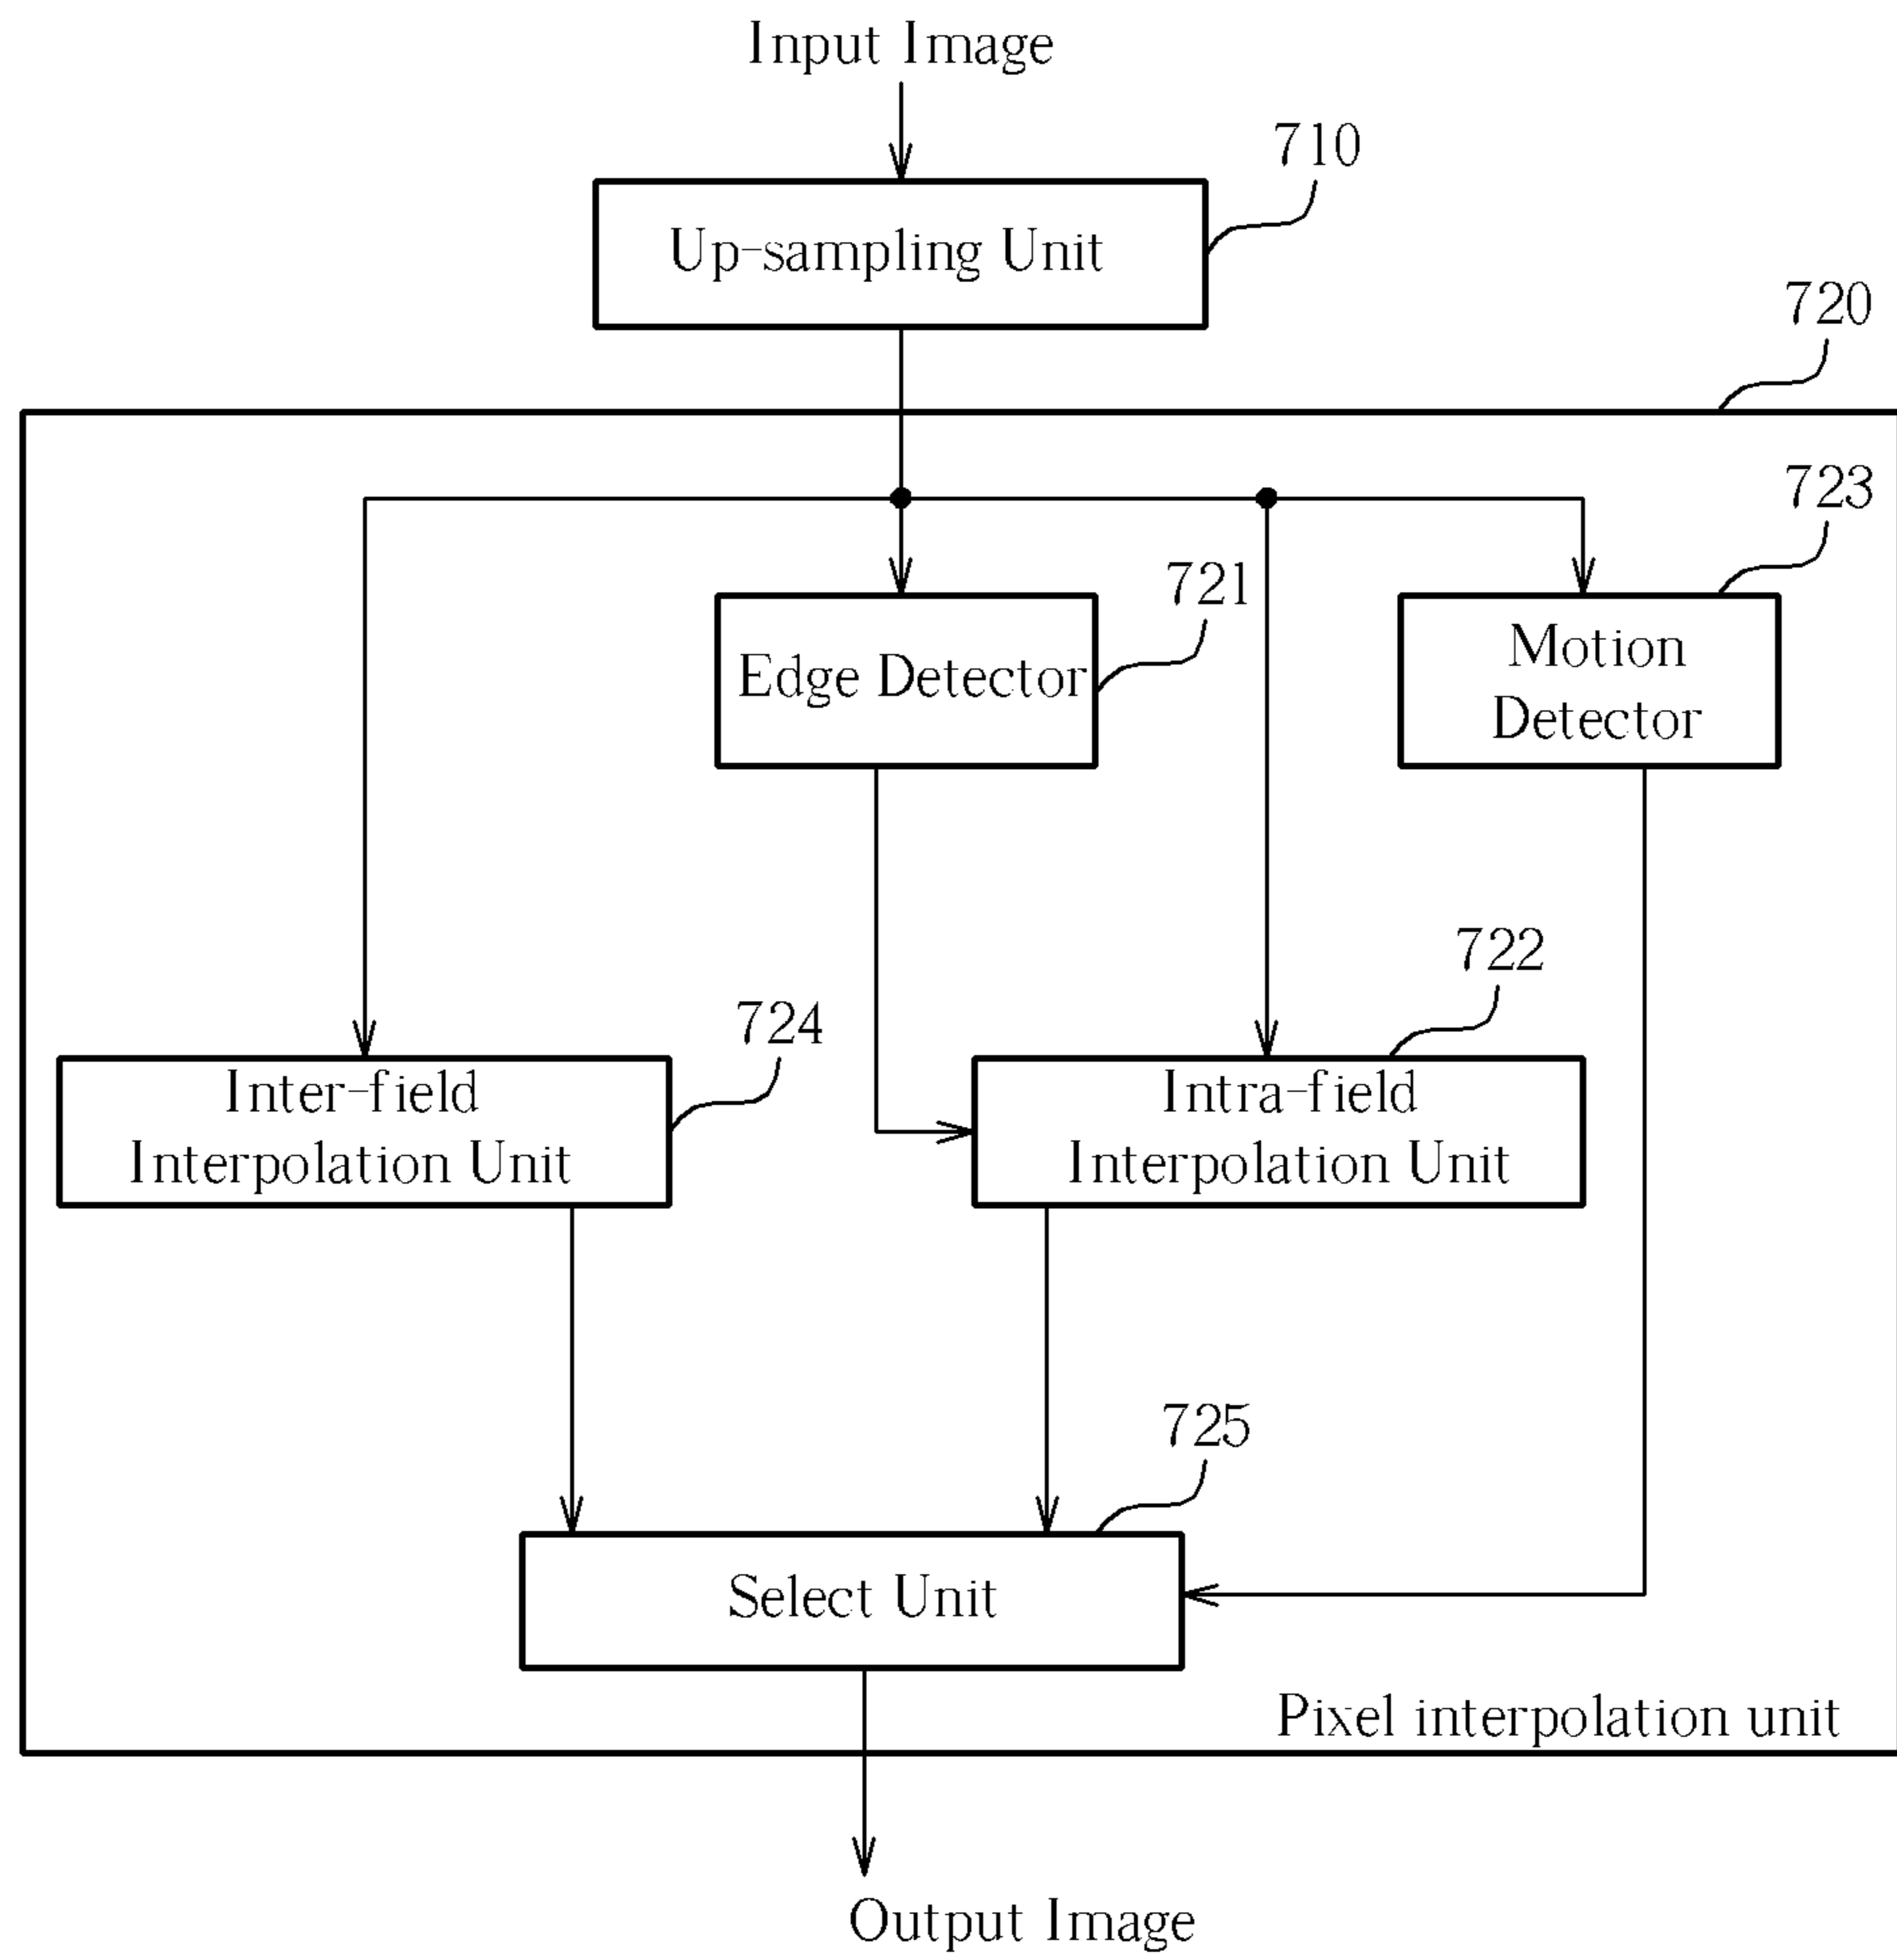 Input Image
710
Up-sampling Unit
720
723
721
Edge Detector
Motion
Detector
722
724
Inter-field
Interpolation Unit
Intra-field
Interpolation Unit
725
Select Unit
Pixel interpolation unit
Output Image